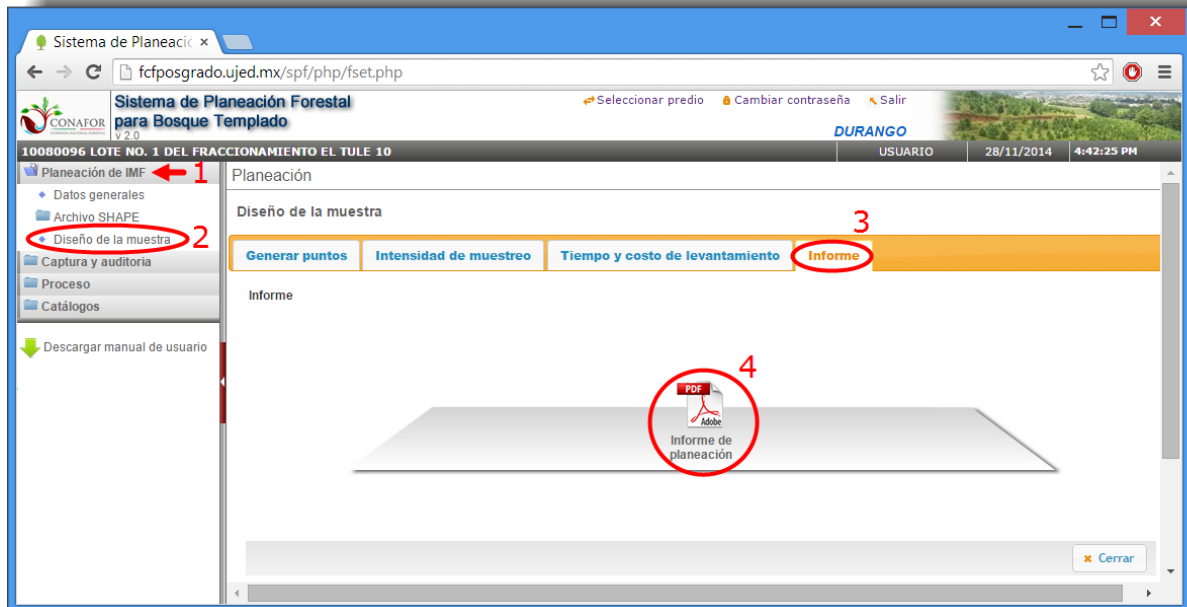 Sistema de Planeació
fcfposgrado.ujed.mx/spf/php/fset.php
CONAFOR
Sistema de Planeación Forestal
para Bosque Templado
v 2.0
Seleccionar predio Cambiar contraseña Salir
DURANGO
10080096 LOTE NO. 1 DEL FRACCIONAMIENTO EL TULE 10 USUARIO 28/11/2014 4:42:25 PM
Planeación de IMF 1
Datos generales
Archivo SHAPE
Diseño de la muestra 2
Captura y auditoria
Proceso
Catálogos
Descargar manual de usuario
Planeación
Diseño de la muestra
3
Generar puntos Intensidad de muestreo Tiempo y costo de levantamiento Informe
Informe
4
PDF
Adobe
Informe de
planeación
Cerrar